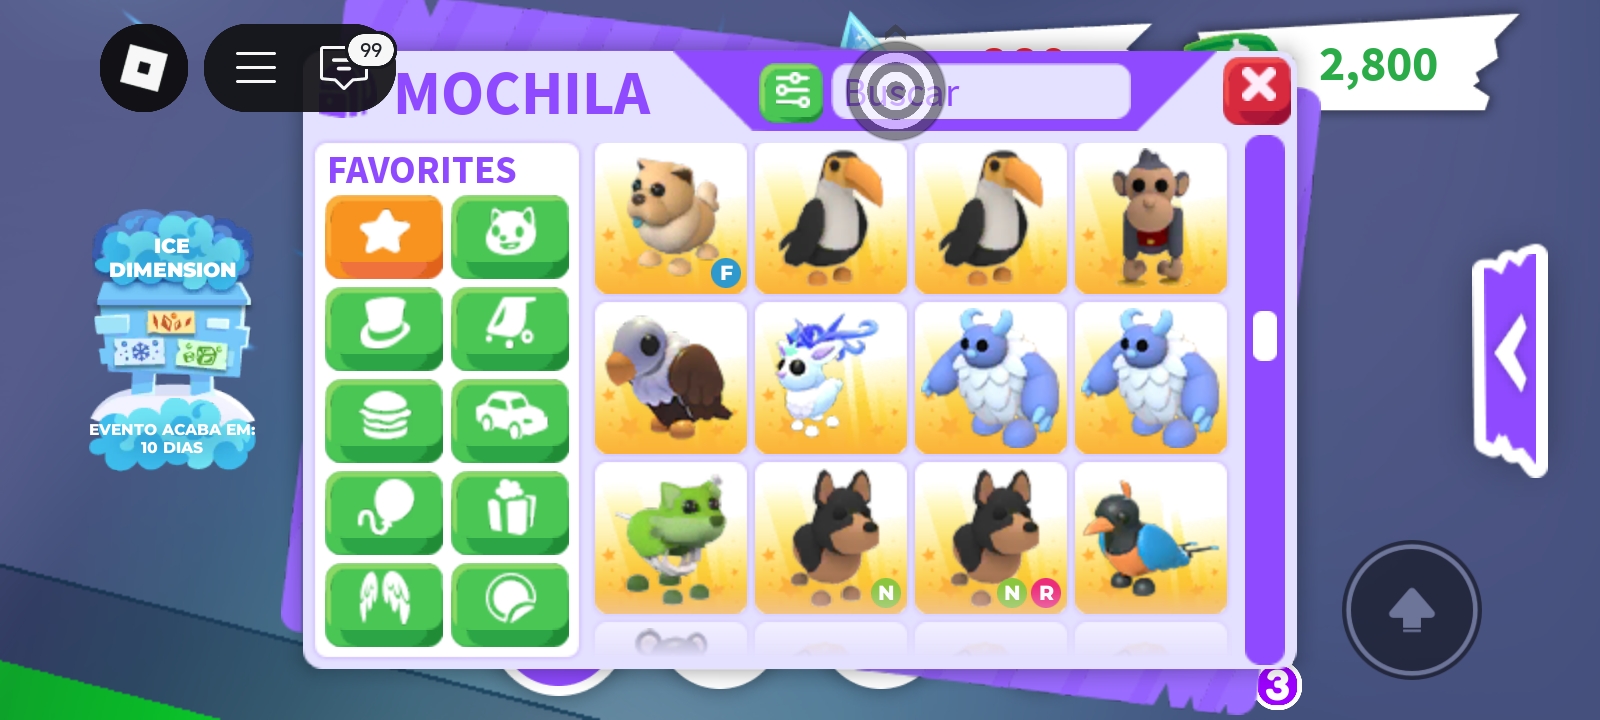 99
MOCHILA
Buscar
2,800
FAVORITES
F
ICE
DIMENSION
EVENTO ACABA EM:
10 DIAS
N
N R
3